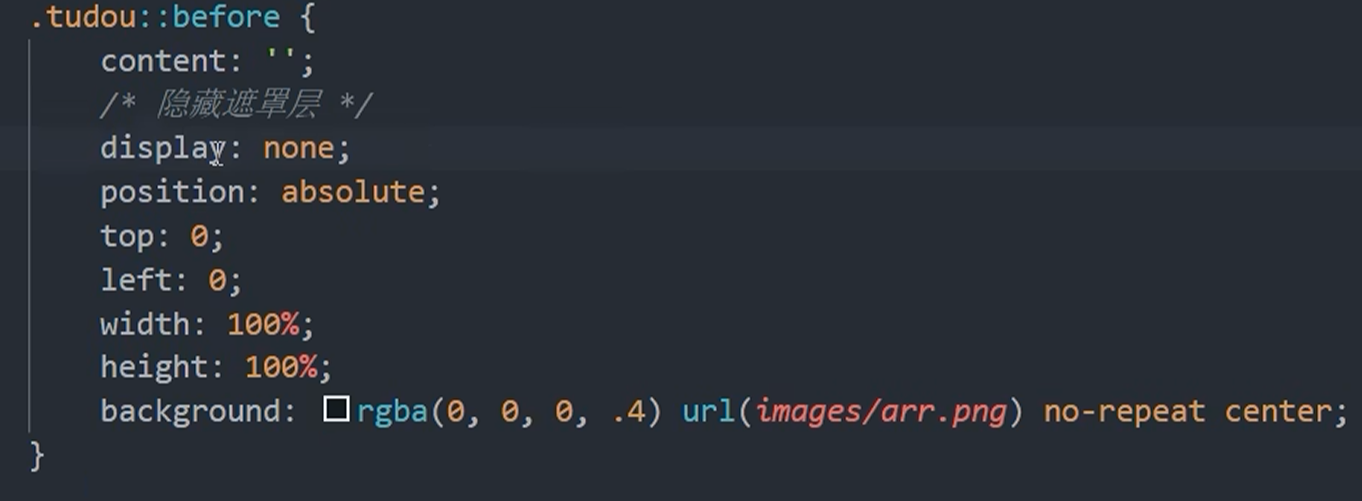 .tudou::before {
content: '';
/* 隐藏遮罩层 */
display: none;
position: absolute;
top: 0;
left: 0;
width: 100%;
height: 100%;
background: rgba(0, 0, 0, .4) url(images/arr.png) no-repeat center;
}